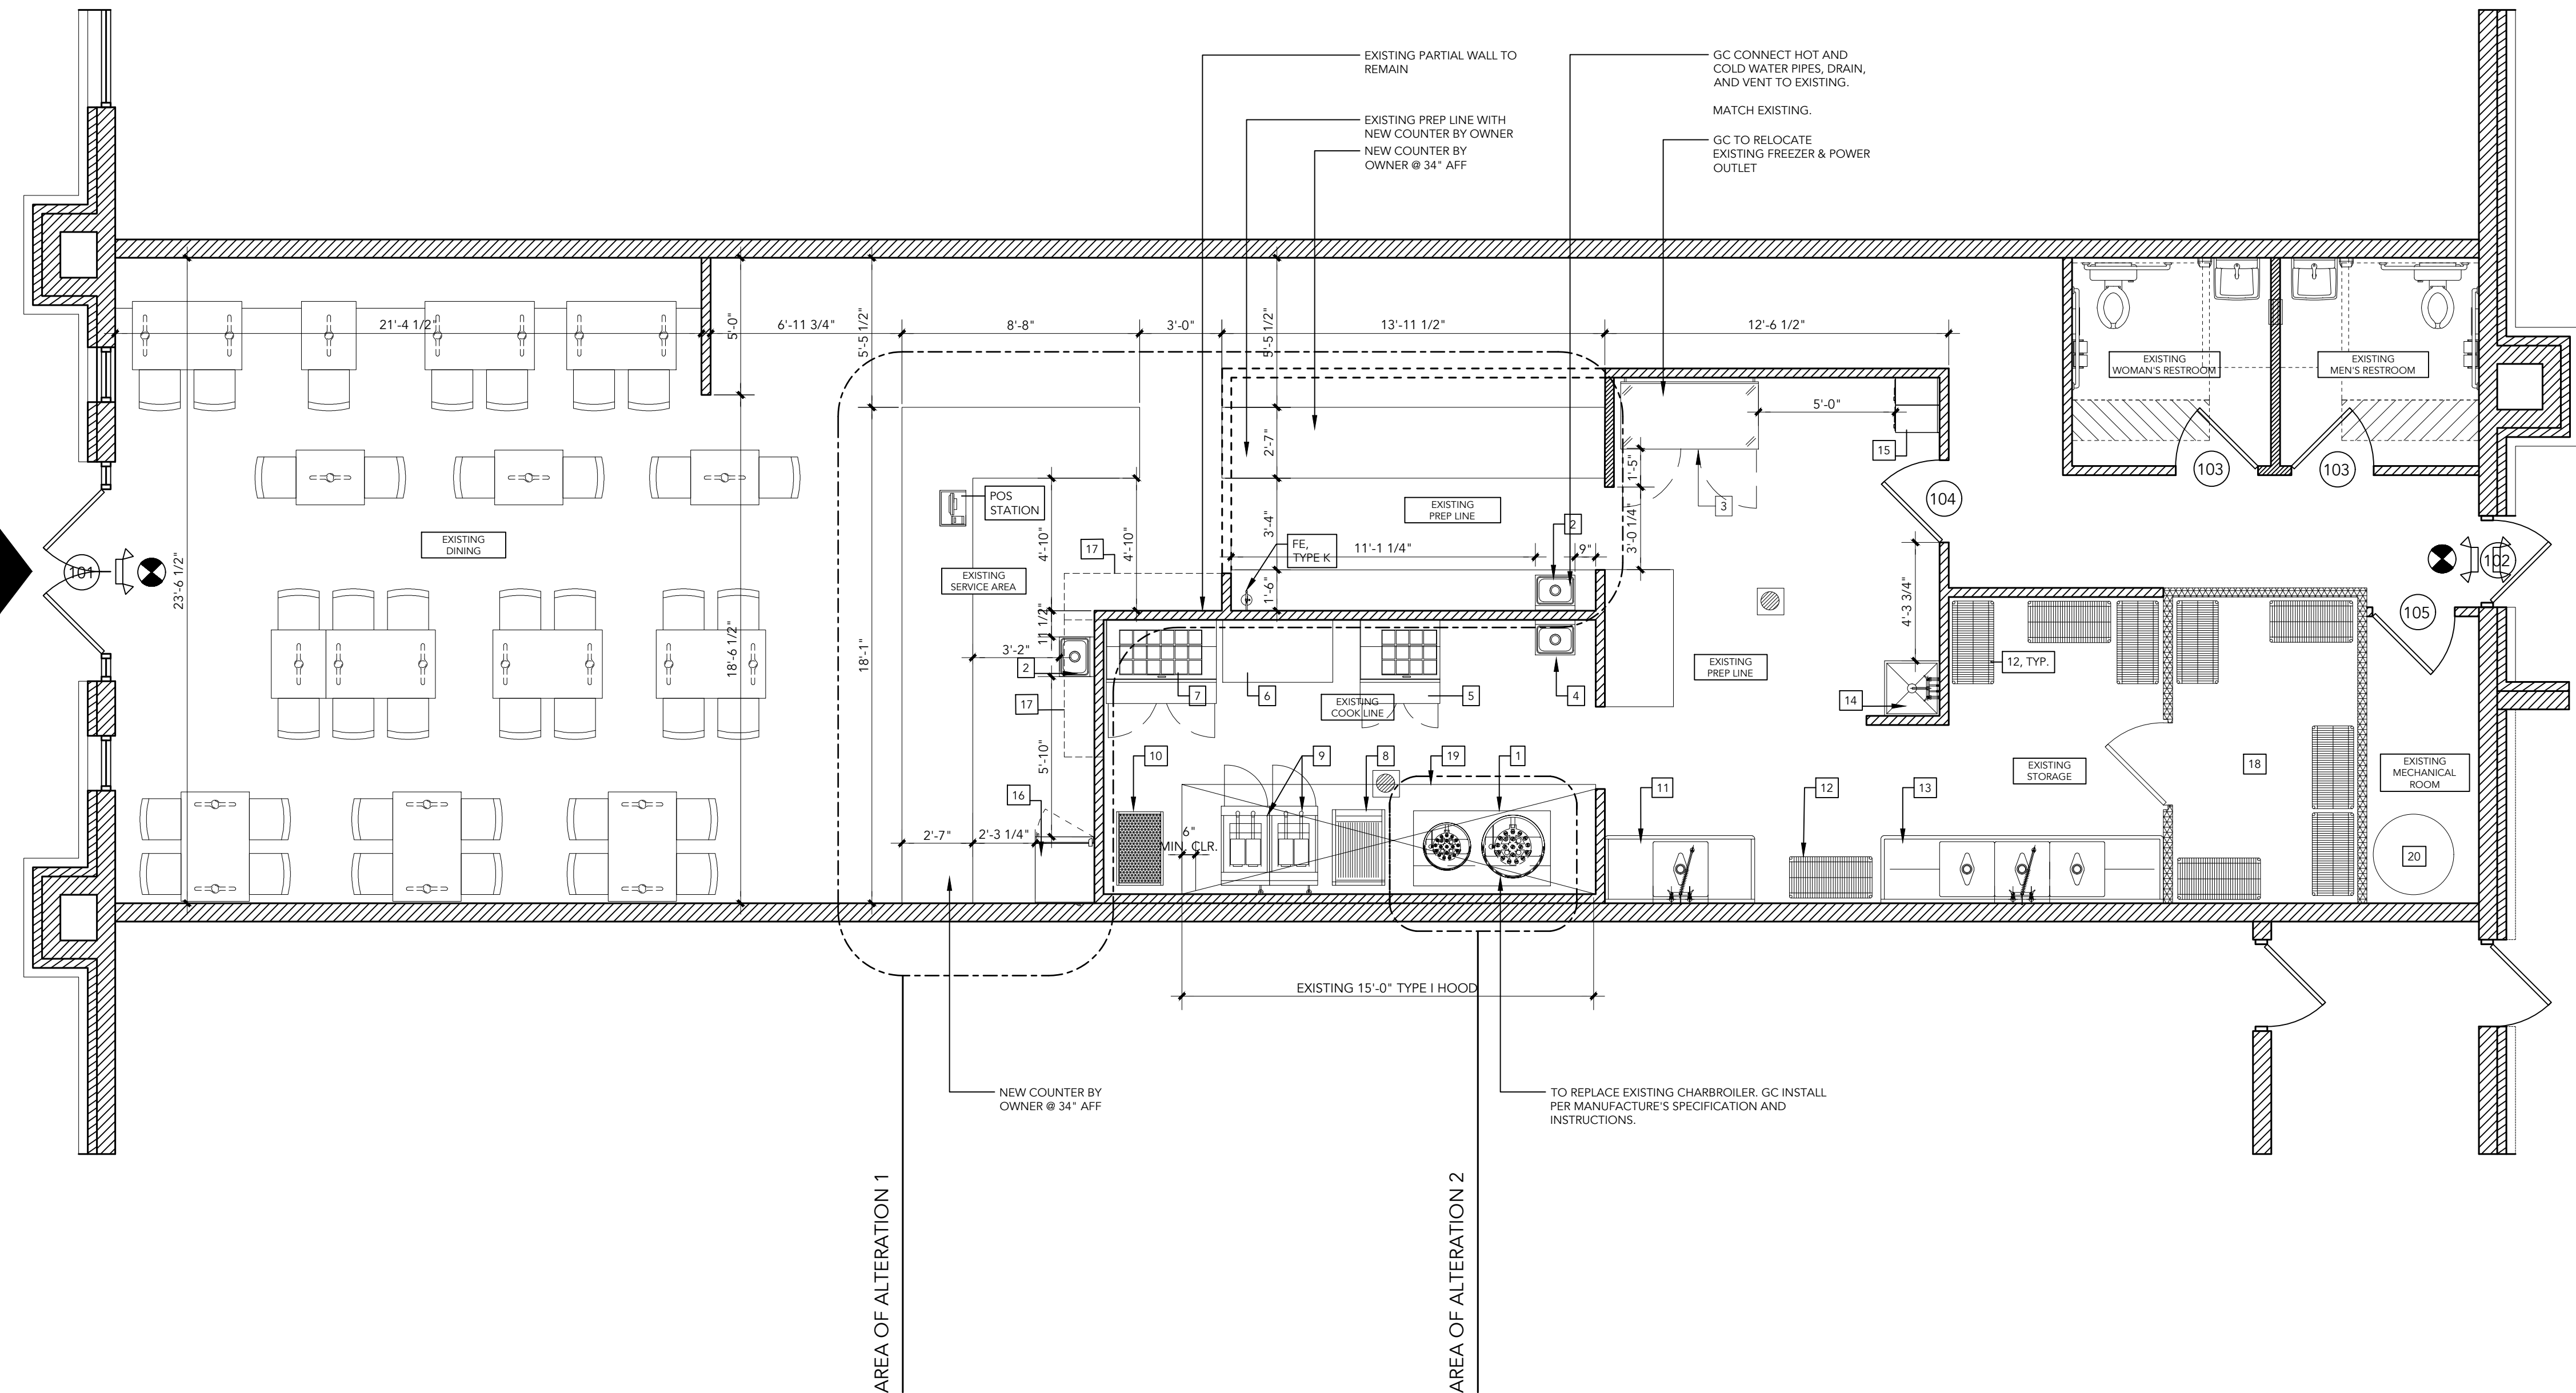 EXISTING PARTIAL WALL TO
REMAIN
GC CONNECT HOT AND
COLD WATER PIPES, DRAIN,
AND VENT TO EXISTING.
MATCH EXISTING.
EXISTING PREP LINE WITH
NEW COUNTER BY OWNER
NEW COUNTER BY
OWNER @ 34" AFF
GC TO RELOCATE
EXISTING FREEZER & POWER
OUTLET
21'-4 1/2"
5'-0"
6'-11 3/4"
5'-5 1/2"
8'-8"
3'-0"
5'-5 1/2"
13'-11 1/2"
12'-6 1/2"
EXISTING
WOMAN'S RESTROOM
EXISTING
MEN'S RESTROOM
5'-0"
15
103
103
2'-7"
1'-5"
3
104
POS
STATION
EXISTING
PREP LINE
2
EXISTING
DINING
17
4'-10"
4'-10"
3'-4"
FE,
TYPE K
11'-1 1/4"
9"
3'-0 1/4"
101
23'-6 1/2"
EXISTING
SERVICE AREA
1'-6"
102
4'-3 3/4"
105
11 1/2"
18'-6 1/2"
18'-1"
3'-2"
2
17
7
6
EXISTING
COOK LINE
5
4
EXISTING
PREP LINE
12, TYP.
14
5'-10"
10
9
8
19
1
EXISTING
STORAGE
18
EXISTING
MECHANICAL
ROOM
16
11
12
13
2'-7"
2'-3 1/4"
6"
MIN. CLR.
20
EXISTING 15'-0" TYPE I HOOD
NEW COUNTER BY
OWNER @ 34" AFF
TO REPLACE EXISTING CHARBROILER. GC INSTALL
PER MANUFACTURE'S SPECIFICATION AND
INSTRUCTIONS.
AREA OF ALTERATION 1
AREA OF ALTERATION 2